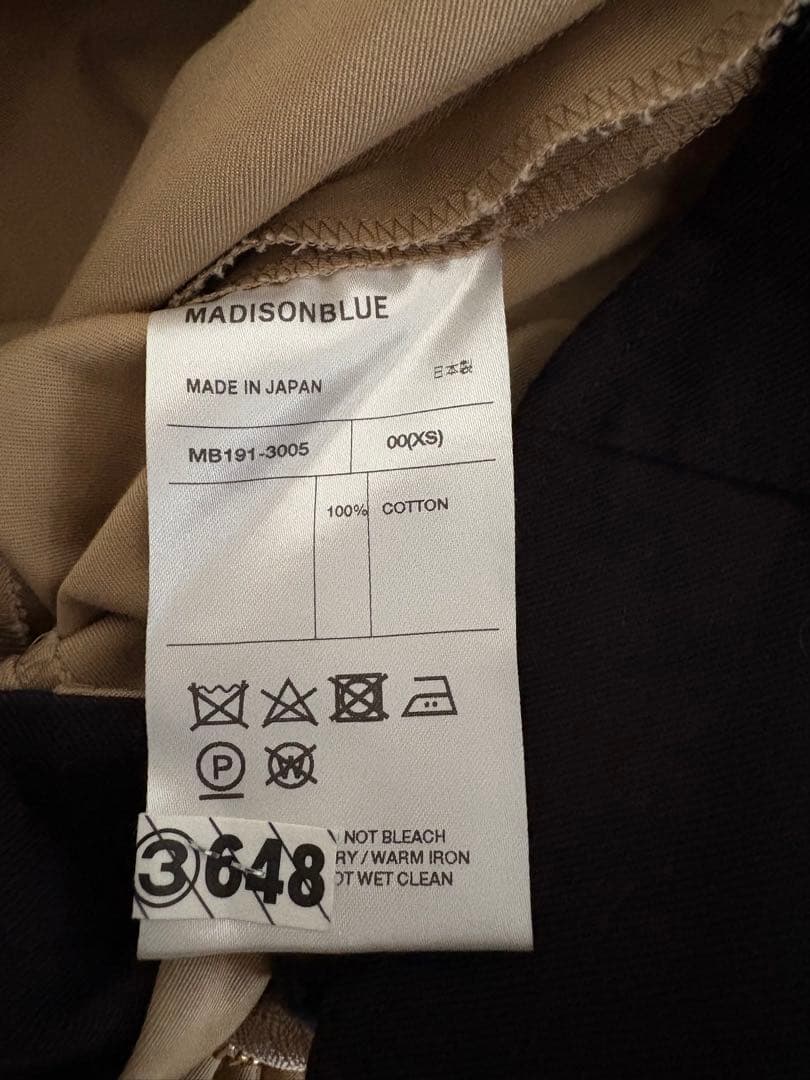 MADISONBLUE
MADE IN JAPAN 日本製
MB191-3005 00(XS)
100% COTTON
P W
NOT BLEACH
RY / WARM IRON
OT WET CLEAN
③648